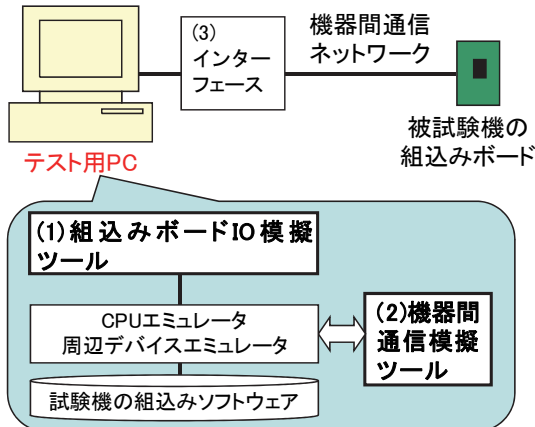 (3)
インター
フェース
機器間通信
ネットワーク
被試験機の
組込みボード
テスト用PC
(1)組込みボードIO模擬
ツール
CPUエミュレータ
周辺デバイスエミュレータ
(2)機器間
通信模擬
ツール
試験機の組込みソフトウェア